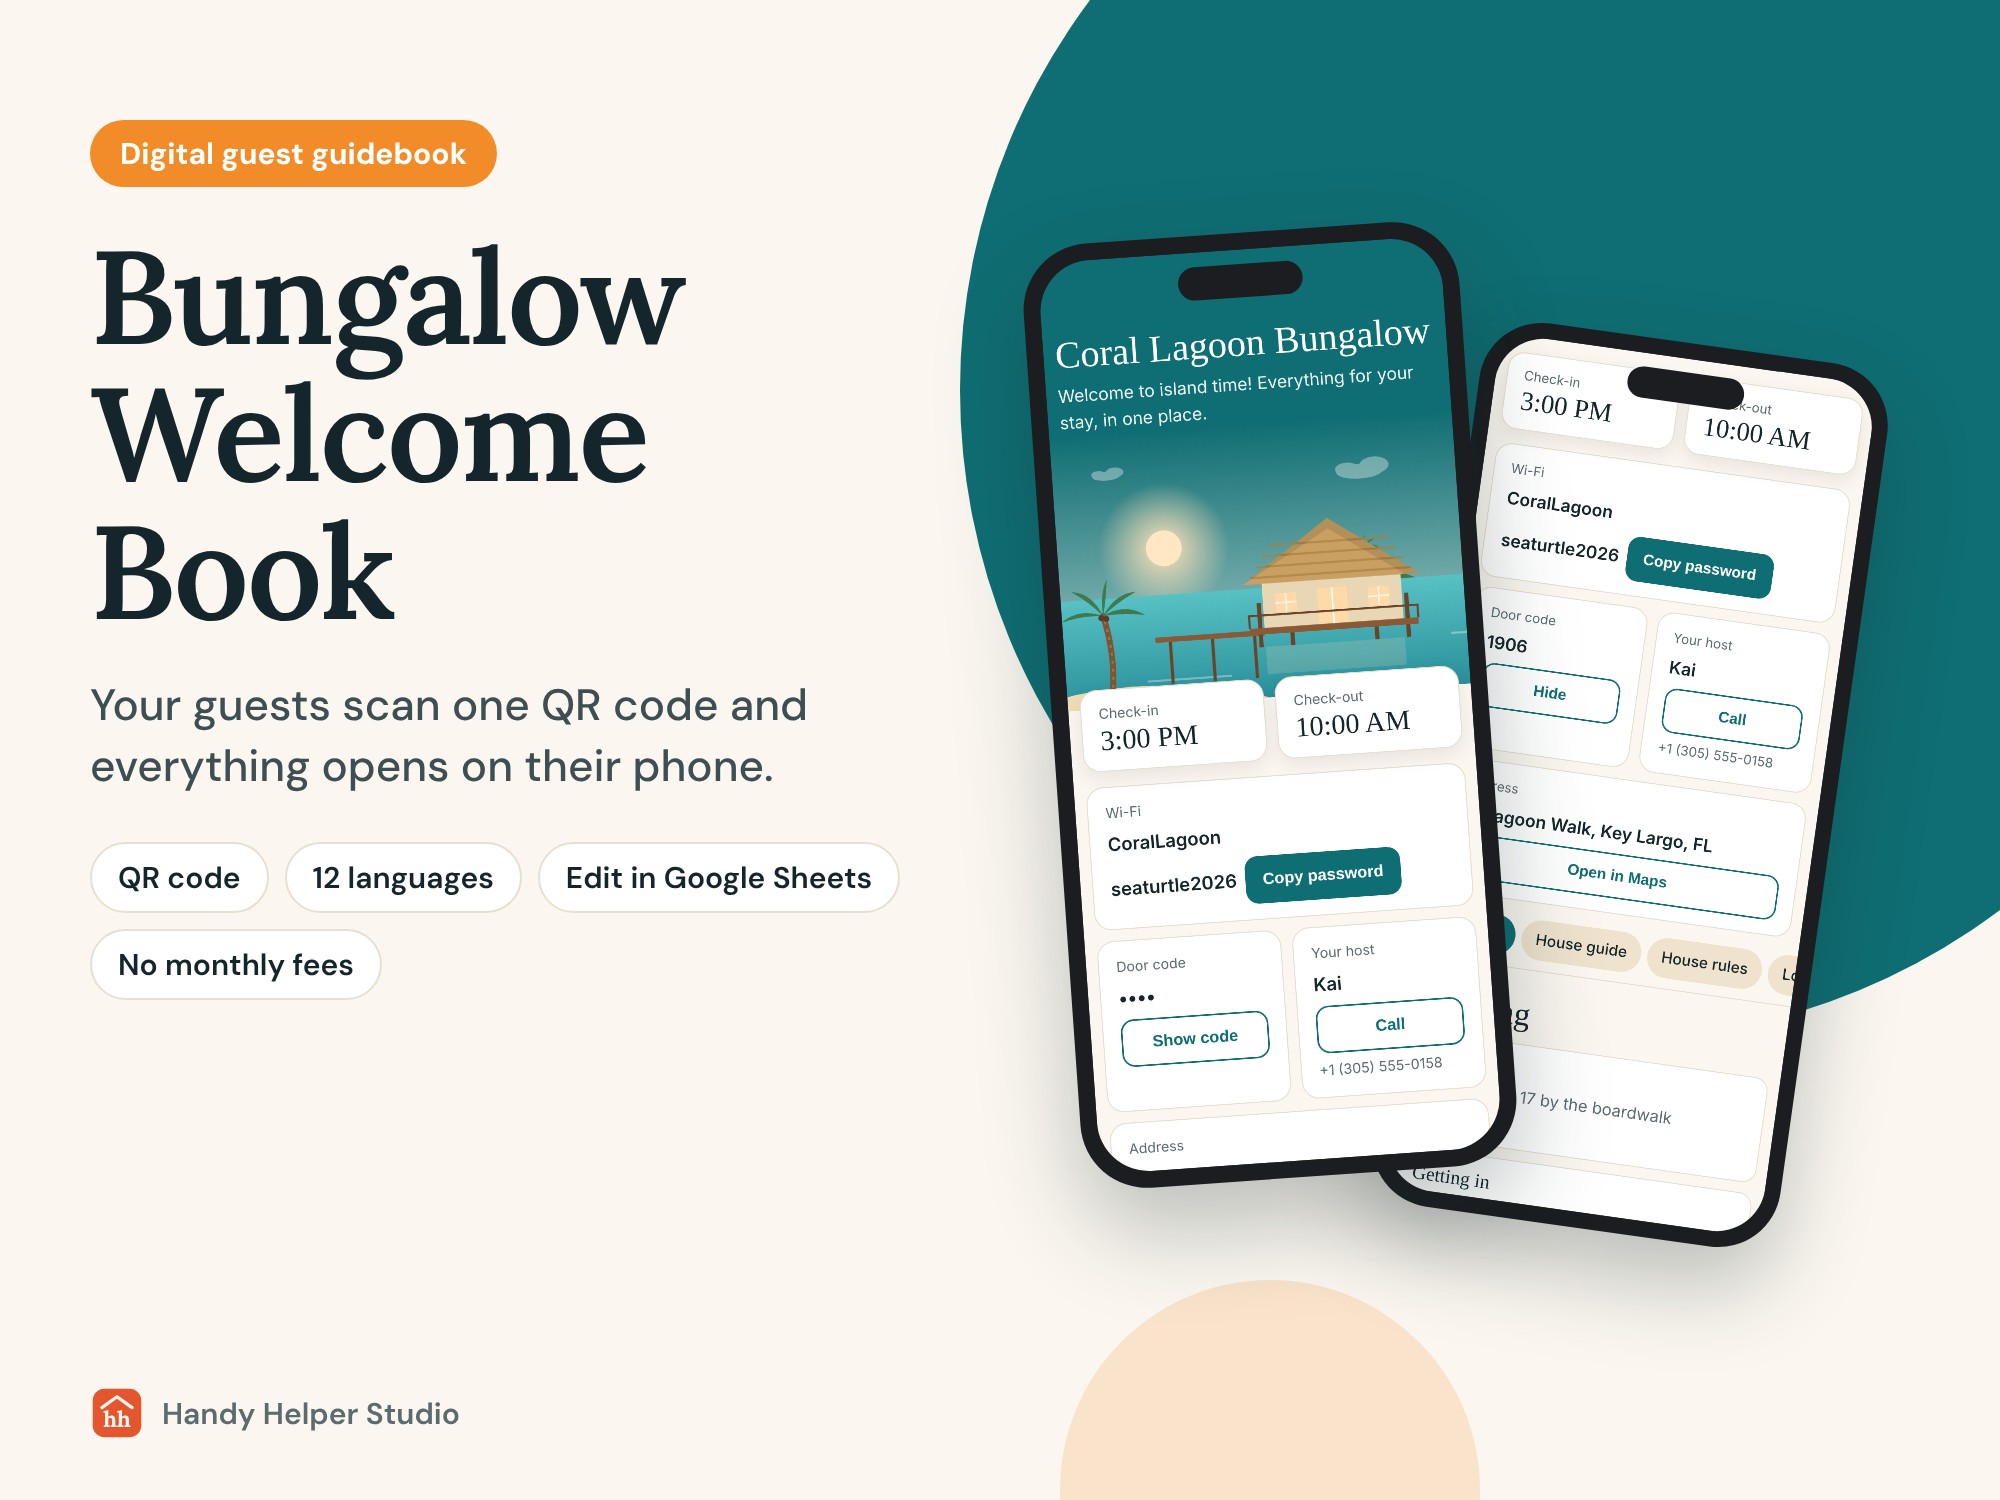 Digital guest guidebook
Bungalow
Welcome
Book
Your guests scan one QR code and
everything opens on their phone.
QR code
12 languages
Edit in Google Sheets
No monthly fees
hh
Handy Helper Studio
Coral Lagoon Bungalow
Welcome to island time! Everything for your
stay, in one place.
Check-in
3:00 PM
Check-out
10:00 AM
Wi-Fi
CoralLagoon
seaturtle2026
Copy password
Door code
••••
Show code
Your host
Kai
Call
+1 (305) 555-0158
Address
Check-in
3:00 PM
k-out
10:00 AM
Wi-Fi
CoralLagoon
seaturtle2026
Copy password
Door code
1906
Hide
Your host
Kai
Call
+1 (305) 555-0158
ress
agoon Walk, Key Largo, FL
Open in Maps
House guide
House rules
17 by the boardwalk
Getting in